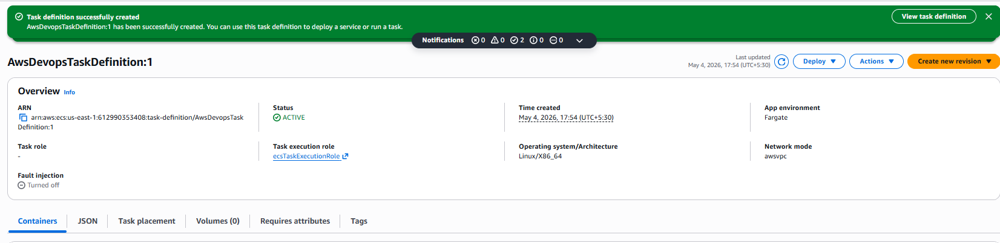 Task definition successfully created
AwsDevopsTaskDefinition:1 has been successfully created. You can use this task definition to deploy a service or run a task.
View task definition
Notifications 0 0 2 0 0
AwsDevopsTaskDefinition:1
Last updated
May 4, 2026, 17:54 (UTC+5:30)
Deploy
Actions
Create new revision
Overview Info
ARN
arn:aws:ecs:us-east-1:612990353408:task-definition/AwsDevopsTask
Definition:1
Status
ACTIVE
Time created
May 4, 2026, 17:54 (UTC+5:30)
App environment
Fargate
Task role
-
Task execution role
ecsTaskExecutionRole
Operating system/Architecture
Linux/X86_64
Network mode
awsvpc
Fault injection
Turned off
Containers
JSON
Task placement
Volumes (0)
Requires attributes
Tags